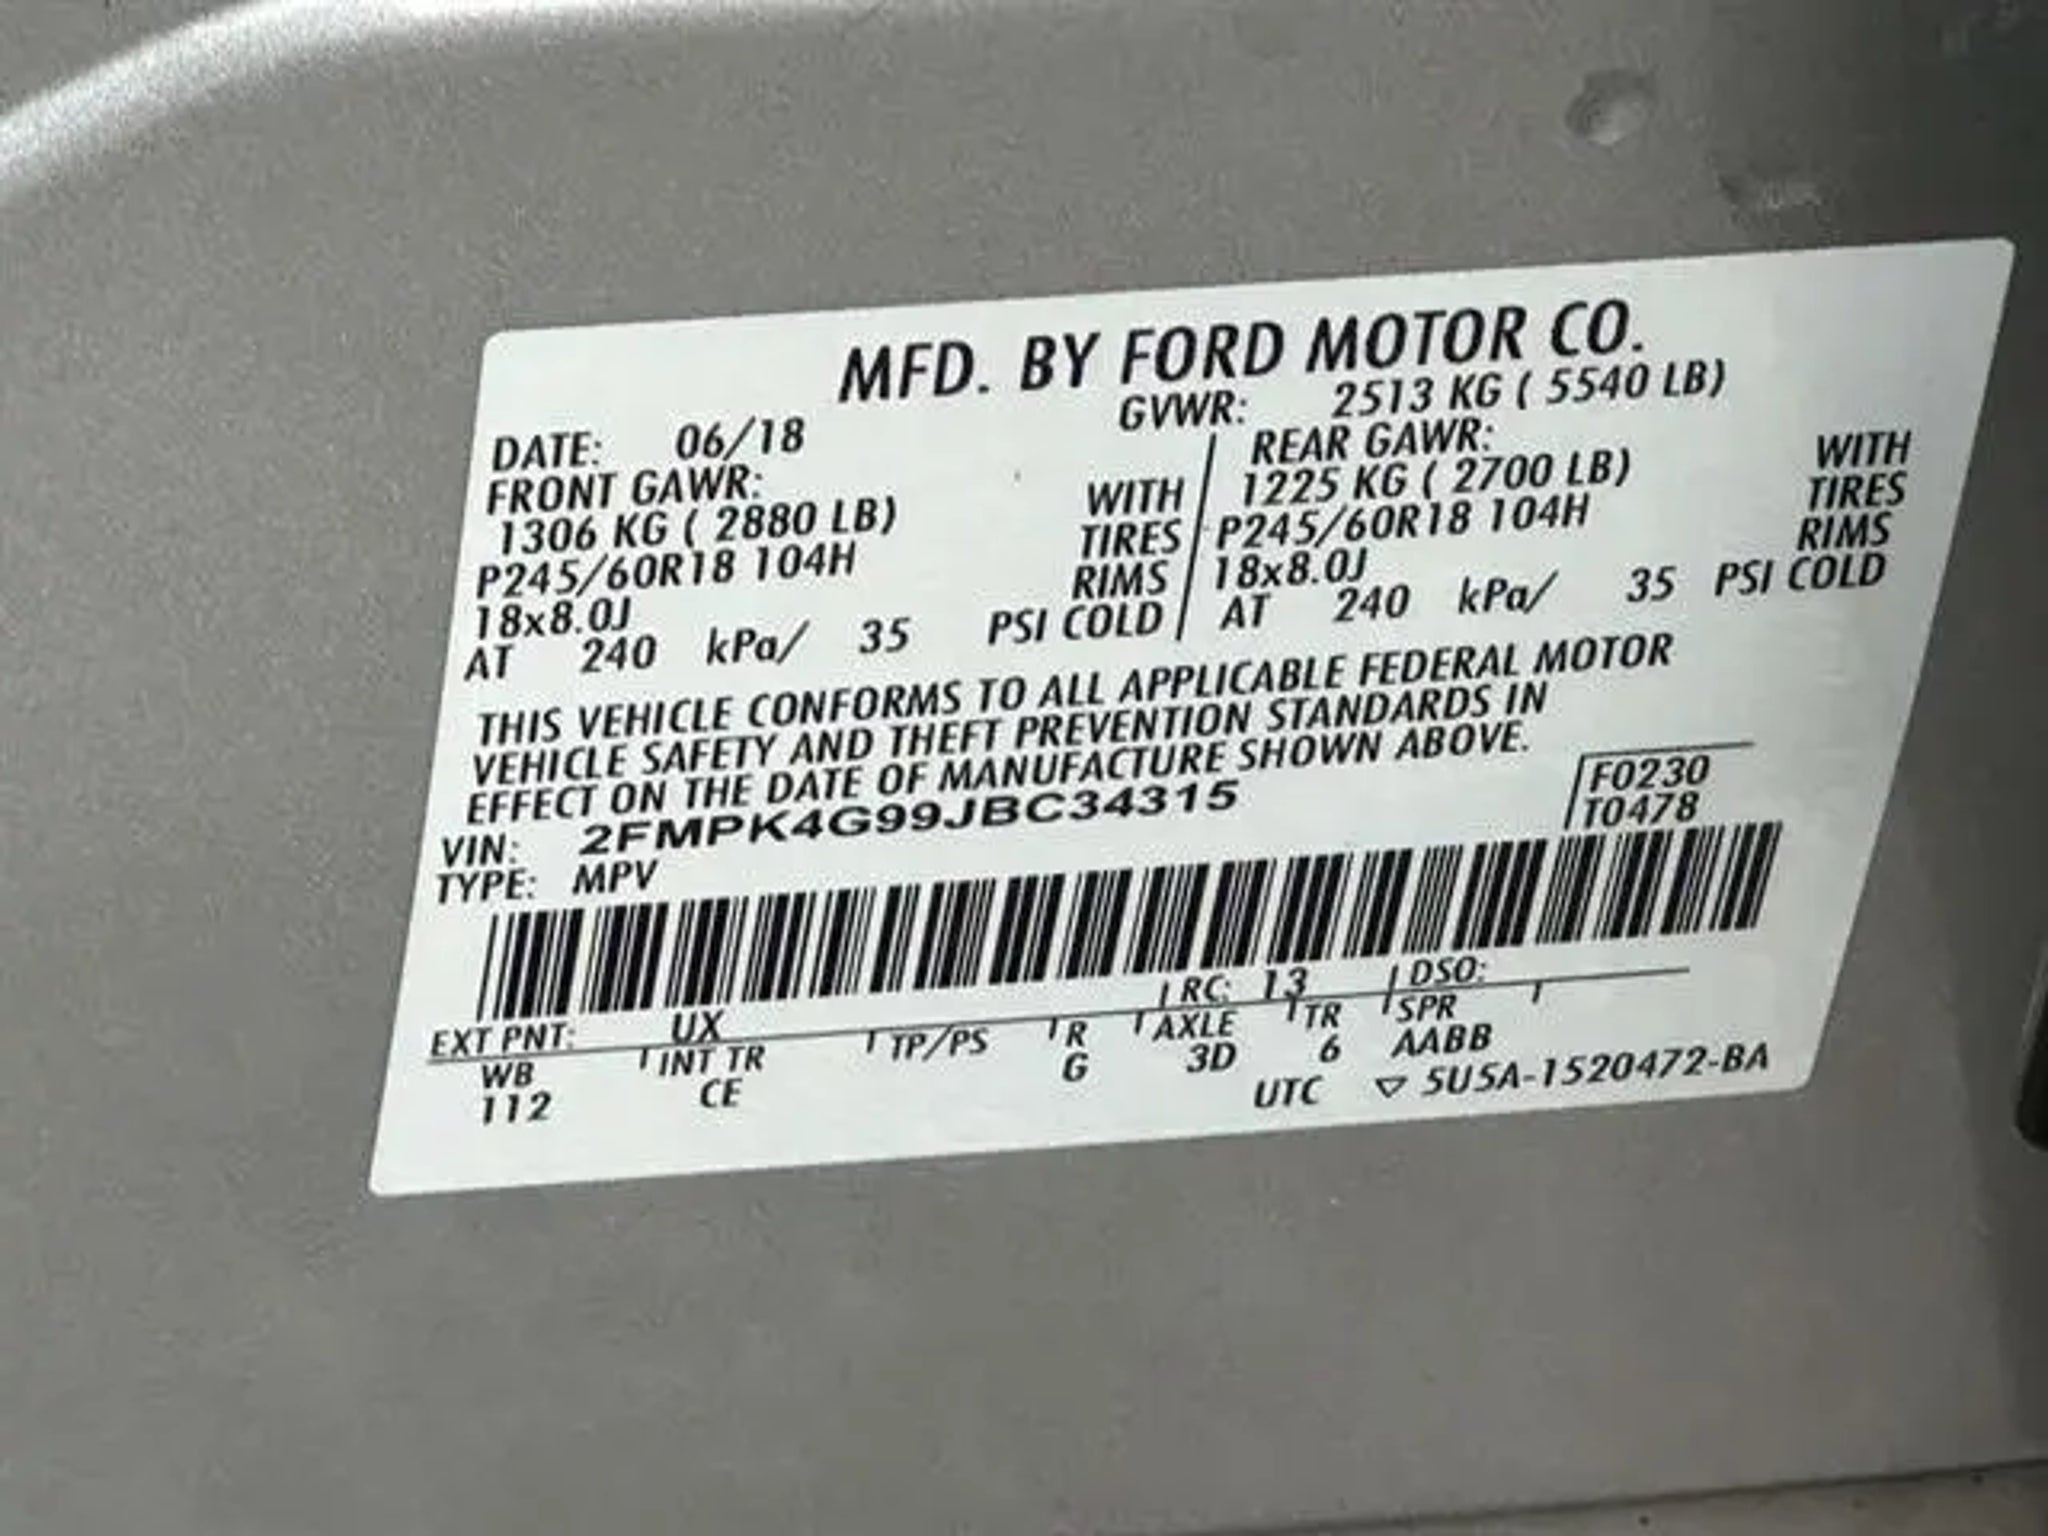 MFD. BY FORD MOTOR CO.
DATE: 06/18 GVWR: 2513 KG ( 5540 LB)
FRONT GAWR: REAR GAWR:
1306 KG ( 2880 LB) WITH 1225 KG ( 2700 LB) WITH
P245/60R18 104H TIRES P245/60R18 104H TIRES
18x8.0J RIMS 18x8.0J RIMS
AT 240 kPa/ 35 PSI COLD AT 240 kPa/ 35 PSI COLD
THIS VEHICLE CONFORMS TO ALL APPLICABLE FEDERAL MOTOR
VEHICLE SAFETY AND THEFT PREVENTION STANDARDS IN
EFFECT ON THE DATE OF MANUFACTURE SHOWN ABOVE.
VIN: 2FMPK4G99JBC34315 F0230
TYPE: MPV T0478
EXT PNT: UX RC: 13 DSO:
WB INT TR TP/PS R AXLE TR SPR
112 CE G 3D 6 AABB
UTC ▽ 5U5A-1520472-BA